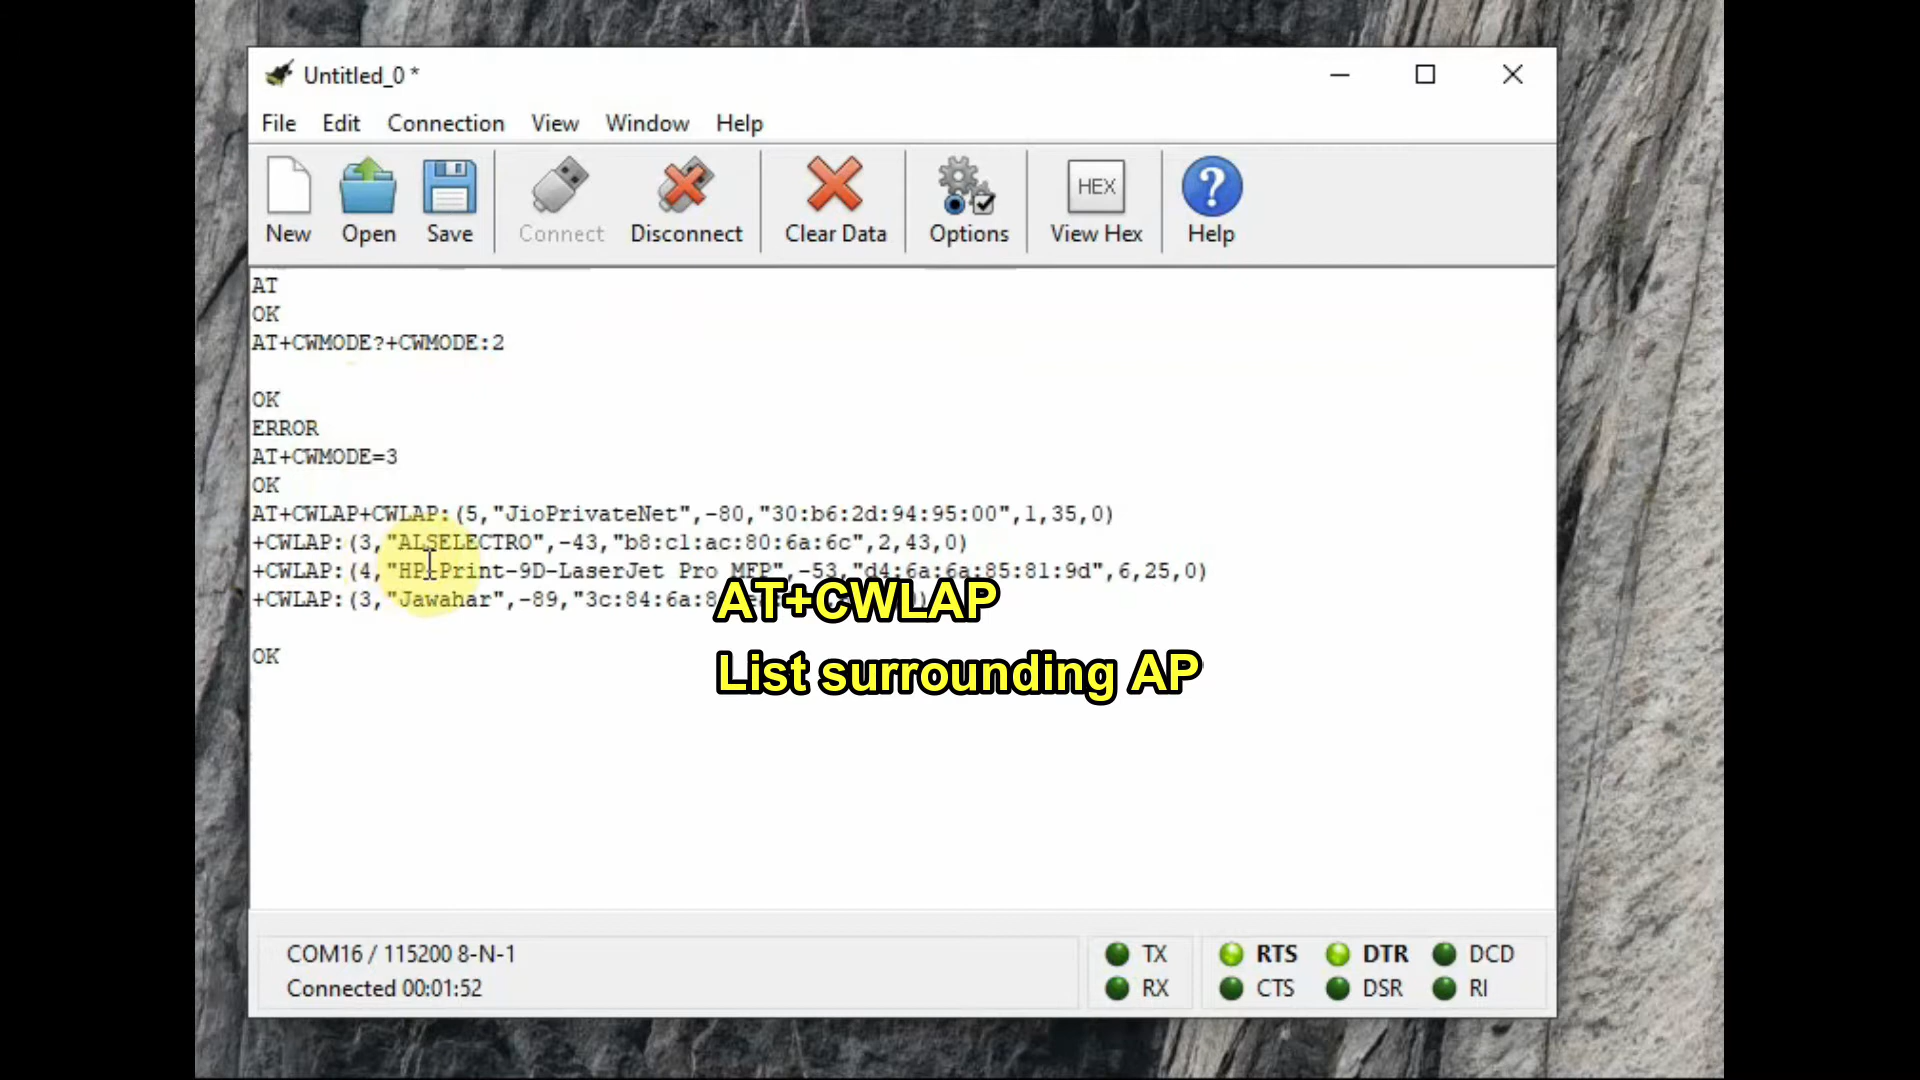 Untitled_0 *
File Edit Connection View Window Help
HEX
New Open Save Connect Disconnect Clear Data Options View Hex Help
AT
OK
AT+CWMODE?+CWMODE:2
OK
ERROR
AT+CWMODE=3
OK
AT+CWLAP+CWLAP:(5,"JioPrivateNet",-80,"30:b6:2d:94:95:00",1,35,0)
+CWLAP:(3,"ALSELECTRO",-43,"b8:c1:ac:80:6a:6c",2,43,0)
+CWLAP:(4,"HP-Print-9D-LaserJet Pro MFP",-53,"d4:6a:6a:85:81:9d",6,25,0)
+CWLAP:(3,"Jawahar",-89,"3c:84:6a:8
AT+CWLAP
OK
List surrounding AP
COM16 / 115200 8-N-1
TX RTS DTR DCD
Connected 00:01:52
RX CTS DSR RI